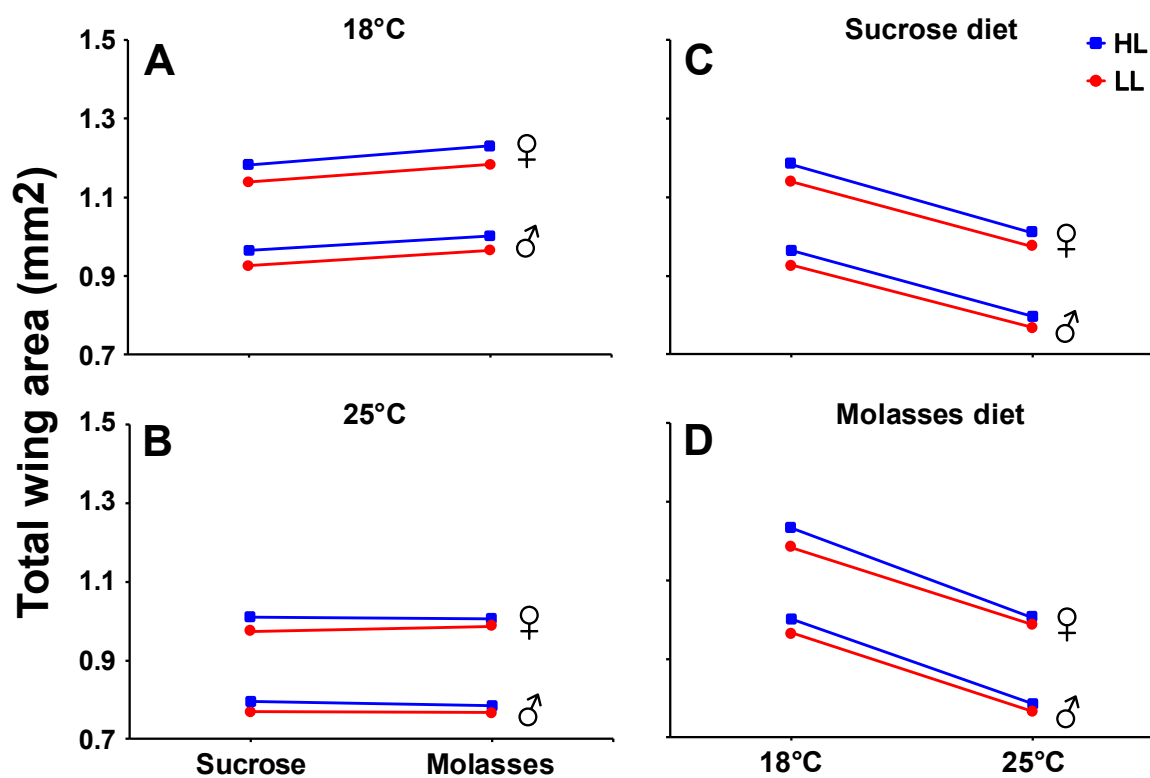 Total wing area (mm2)
18°C
A
1.5
1.3
1.1
0.9
0.7
♀
♂
Sucrose diet
C
HL
LL
♀
♂
25°C
B
1.5
1.3
1.1
0.9
0.7
♀
♂
Sucrose
Molasses
Molasses diet
D
♀
♂
18°C
25°C